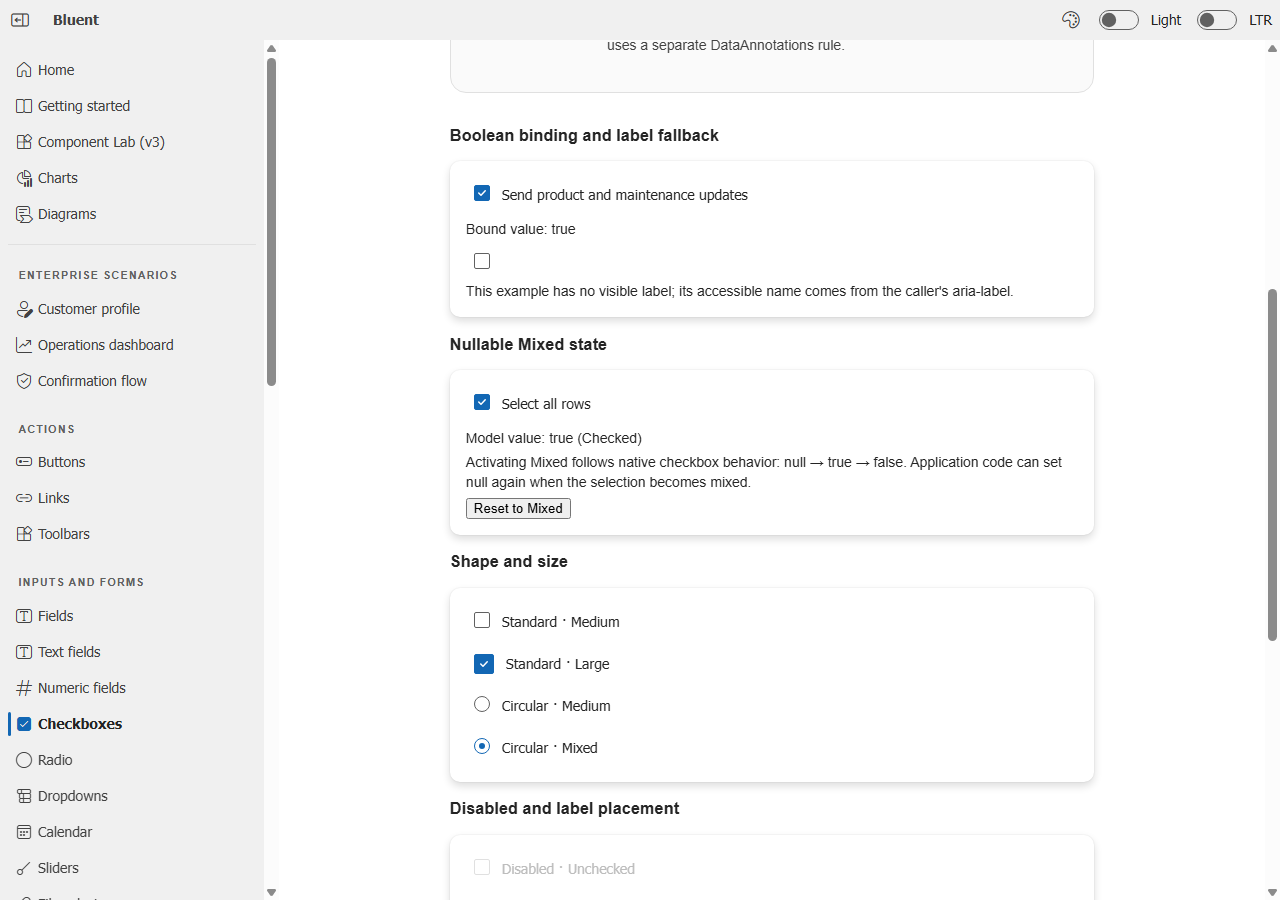 Bluent
Light
LTR
Home
Getting started
Component Lab (v3)
Charts
Diagrams
ENTERPRISE SCENARIOS
Customer profile
Operations dashboard
Confirmation flow
ACTIONS
Buttons
Links
Toolbars
INPUTS AND FORMS
Fields
Text fields
Numeric fields
Checkboxes
Radio
Dropdowns
Calendar
Sliders
uses a separate DataAnnotations rule.
Boolean binding and label fallback
Send product and maintenance updates
Bound value: true
This example has no visible label; its accessible name comes from the caller's aria-label.
Nullable Mixed state
Select all rows
Model value: true (Checked)
Activating Mixed follows native checkbox behavior: null → true → false. Application code can set
null again when the selection becomes mixed.
Reset to Mixed
Shape and size
Standard · Medium
Standard · Large
Circular · Medium
Circular · Mixed
Disabled and label placement
Disabled · Unchecked